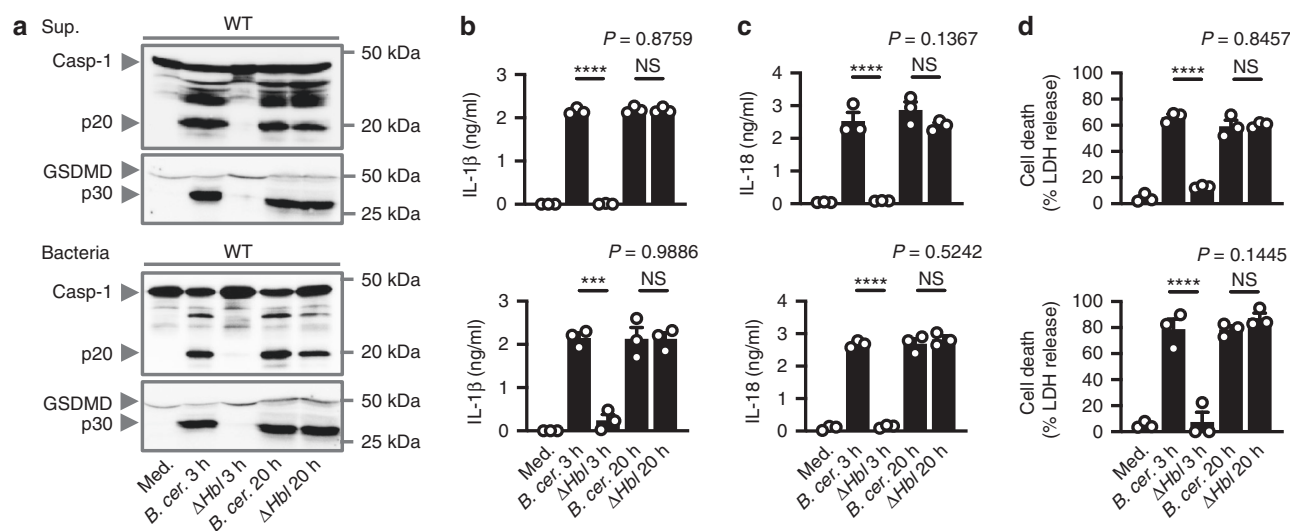 a Sup. WT
Casp-1 50 kDa
p20 20 kDa
GSDMD 50 kDa
p30 25 kDa
Bacteria WT
Casp-1 50 kDa
p20 20 kDa
GSDMD 50 kDa
p30 25 kDa
Med.
B. cer. 3 h
ΔHbl 3 h
B. cer. 20 h
ΔHbl 20 h
b
P = 0.8759
**** NS
IL-1β (ng/ml)
3
2
1
0
P = 0.9886
*** NS
IL-1β (ng/ml)
3
2
1
0
Med.
B. cer. 3 h
ΔHbl 3 h
B. cer. 20 h
ΔHbl 20 h
c
P = 0.1367
**** NS
IL-18 (ng/ml)
4
3
2
1
0
P = 0.5242
**** NS
IL-18 (ng/ml)
4
3
2
1
0
Med.
B. cer. 3 h
ΔHbl 3 h
B. cer. 20 h
ΔHbl 20 h
d
P = 0.8457
**** NS
Cell death
(% LDH release)
100
80
60
40
20
0
P = 0.1445
**** NS
Cell death
(% LDH release)
100
80
60
40
20
0
Med.
B. cer. 3 h
ΔHbl 3 h
B. cer. 20 h
ΔHbl 20 h